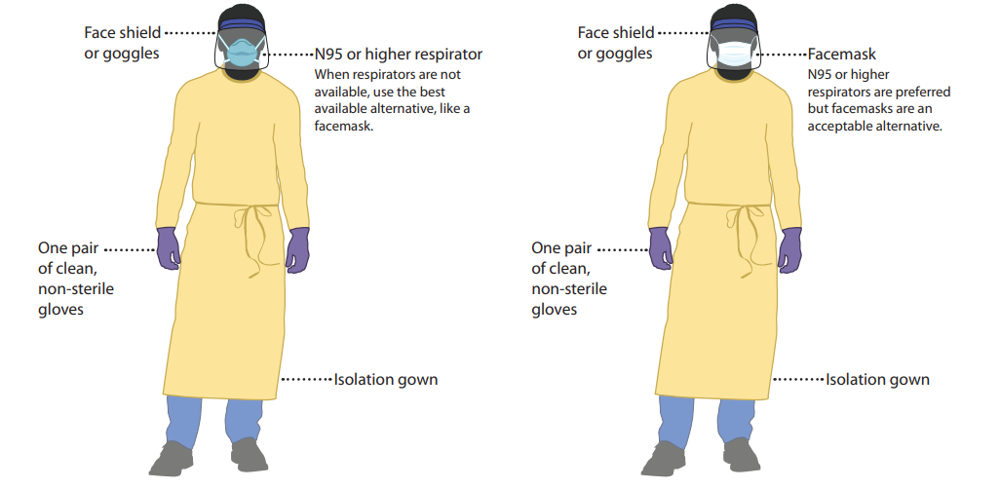 Face shield
or goggles
N95 or higher respirator
When respirators are not
available, use the best
available alternative, like a
facemask.
One pair
of clean,
non-sterile
gloves
Isolation gown
Face shield
or goggles
Facemask
N95 or higher
respirators are preferred
but facemasks are an
acceptable alternative.
One pair
of clean,
non-sterile
gloves
Isolation gown